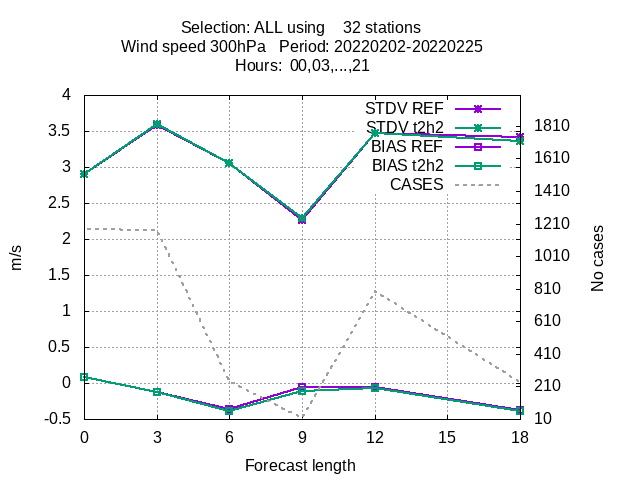 Selection: ALL using    32 stations
Wind speed 300hPa   Period: 20220202-20220225
Hours:  00,03,...,21
4
3.5
3
2.5
2
1.5
1
0.5
0
-0.5
m/s
STDV REF
STDV t2h2
BIAS REF
BIAS t2h2
CASES
1810
1610
1410
1210
1010
810
610
410
210
10
No cases
0 3 6 9 12 15 18
Forecast length